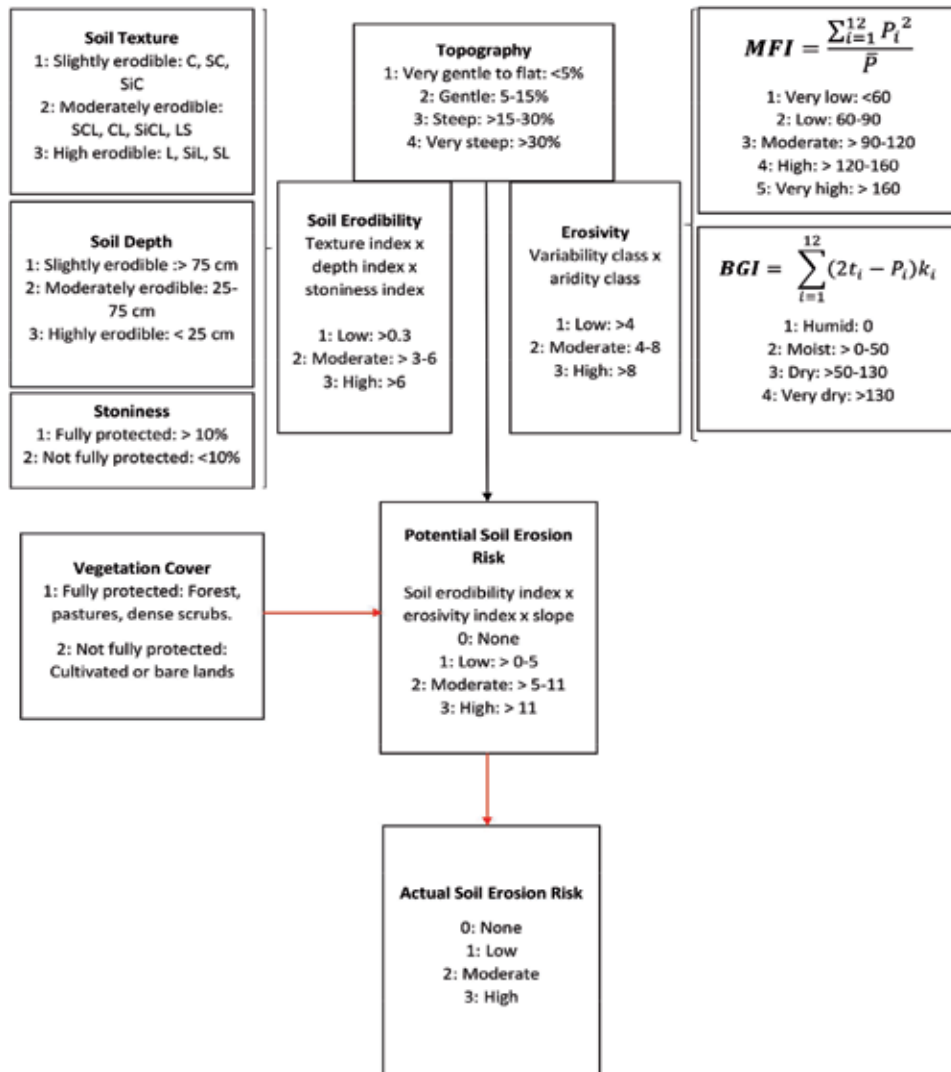 Soil Texture
1: Slightly erodible: C, SC,
SiC
2: Moderately erodible:
SCL, CL, SiCL, LS
3: High erodible: L, SiL, SL
Topography
1: Very gentle to flat: <5%
2: Gentle: 5-15%
3: Steep: >15-30%
4: Very steep: >30%
MFI = \frac{\sum_{i=1}^{12} P_i^2}{\bar{P}}
1: Very low: <60
2: Low: 60-90
3: Moderate: > 90-120
4: High: > 120-160
5: Very high: > 160
Soil Depth
1: Slightly erodible :> 75 cm
2: Moderately erodible: 25-
75 cm
3: Highly erodible: < 25 cm
Soil Erodibility
Texture index x
depth index x
stoniness index
1: Low: >0.3
2: Moderate: > 3-6
3: High: >6
Erosivity
Variability class x
aridity class
1: Low: >4
2: Moderate: 4-8
3: High: >8
BGI = \sum_{i=1}^{12} (2t_i − P_i)k_i
1: Humid: 0
2: Moist: > 0-50
3: Dry: >50-130
4: Very dry: >130
Stoniness
1: Fully protected: > 10%
2: Not fully protected: <10%
Vegetation Cover
1: Fully protected: Forest,
pastures, dense scrubs.
2: Not fully protected:
Cultivated or bare lands
Potential Soil Erosion
Risk
Soil erodibility index x
erosivity index x slope
0: None
1: Low: > 0-5
2: Moderate: > 5-11
3: High: > 11
Actual Soil Erosion Risk
0: None
1: Low
2: Moderate
3: High